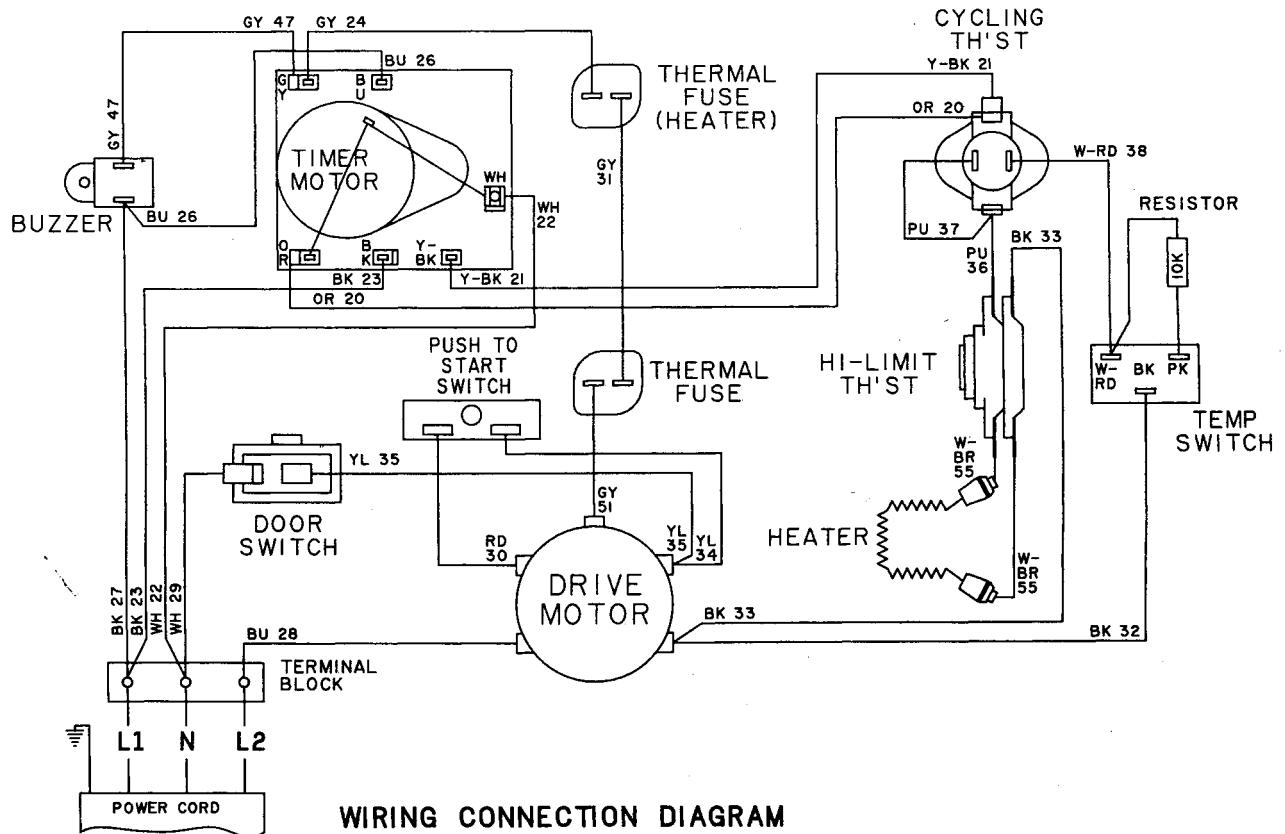 GY 47
GY 24
CYCLING
TH'ST
BU 26
Y-BK 21
THERMAL
FUSE
(HEATER)
GY
BU
OR 20
GY 47
TIMER
MOTOR
GY
31
W-RD 38
WH
RESISTOR
BUZZER
BU 26
WH
22
PU 37
BK 33
OR
BK
Y-
BK
PU
36
10K
BK 23
Y-BK 21
OR 20
PUSH TO
START
SWITCH
THERMAL
FUSE
HI-LIMIT
TH'ST
W-
RD
BK
PK
TEMP
SWITCH
YL 35
W-
BR
55
DOOR
SWITCH
GY
51
HEATER
RD
30
YL
35
YL
34
DRIVE
MOTOR
W-
BR
55
BK 27
BK 23
WH 22
WH 29
BU 28
BK 33
BK 32
TERMINAL
BLOCK
L1 N L2
POWER CORD
WIRING CONNECTION DIAGRAM